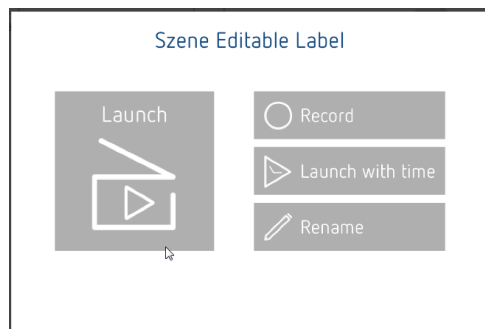 Szene Editable Label
Launch
Record
Launch with time
Rename